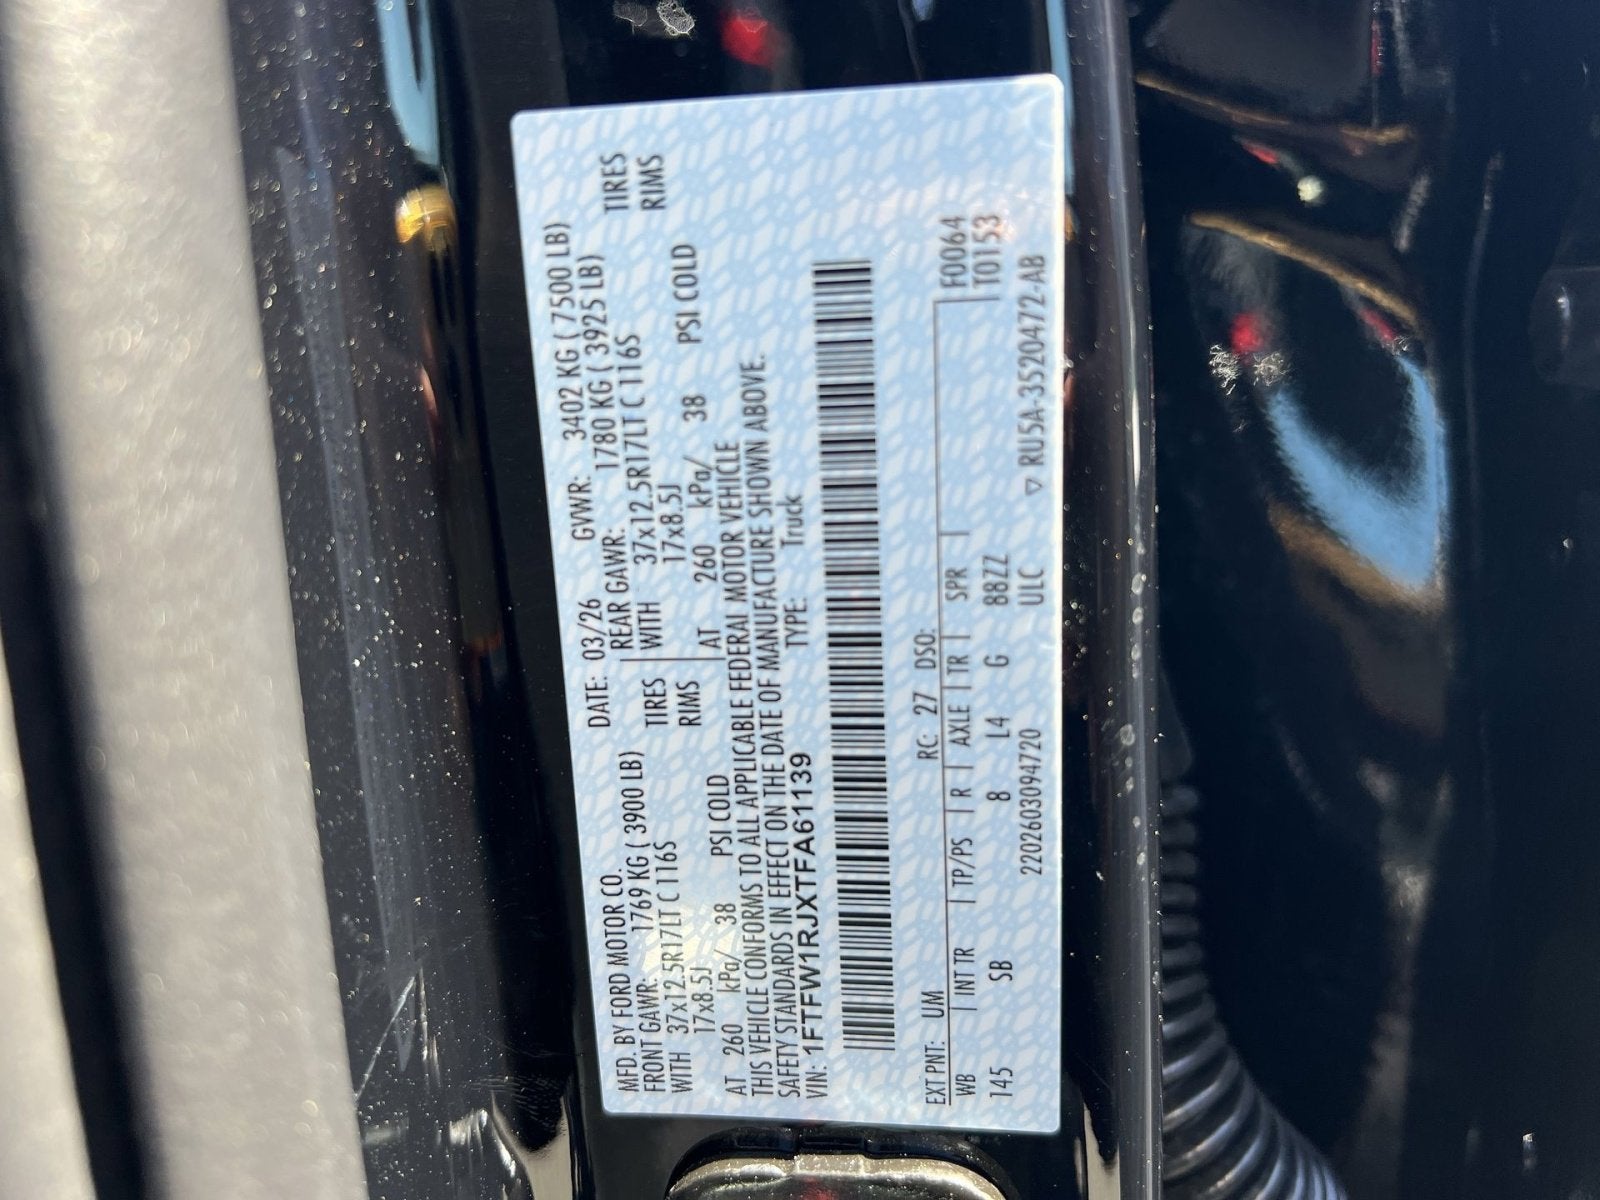 MFD. BY FORD MOTOR CO. DATE: 03/26 GVWR: 3402 KG ( 7500 LB)
FRONT GAWR: 1769 KG ( 3900 LB) REAR GAWR: 1780 KG ( 3925 LB)
WITH 37x12.5R17LT C 116S TIRES WITH 37x12.5R17LT C 116S TIRES
17x8.5J RIMS 17x8.5J RIMS
AT 260 kPa/ 38 PSI COLD AT 260 kPa/ 38 PSI COLD
THIS VEHICLE CONFORMS TO ALL APPLICABLE FEDERAL MOTOR VEHICLE
SAFETY STANDARDS IN EFFECT ON THE DATE OF MANUFACTURE SHOWN ABOVE.
VIN: 1FTFW1RJXTFA61139 TYPE: Truck
EXT PNT: UM RC: 27 DSO: F0064
WB INT TR TP/PS R AXLE TR SPR T0153
145 SB 8 L4 G 88ZZ
2202603094720 ULC ▽ RU5A-3520472-AB